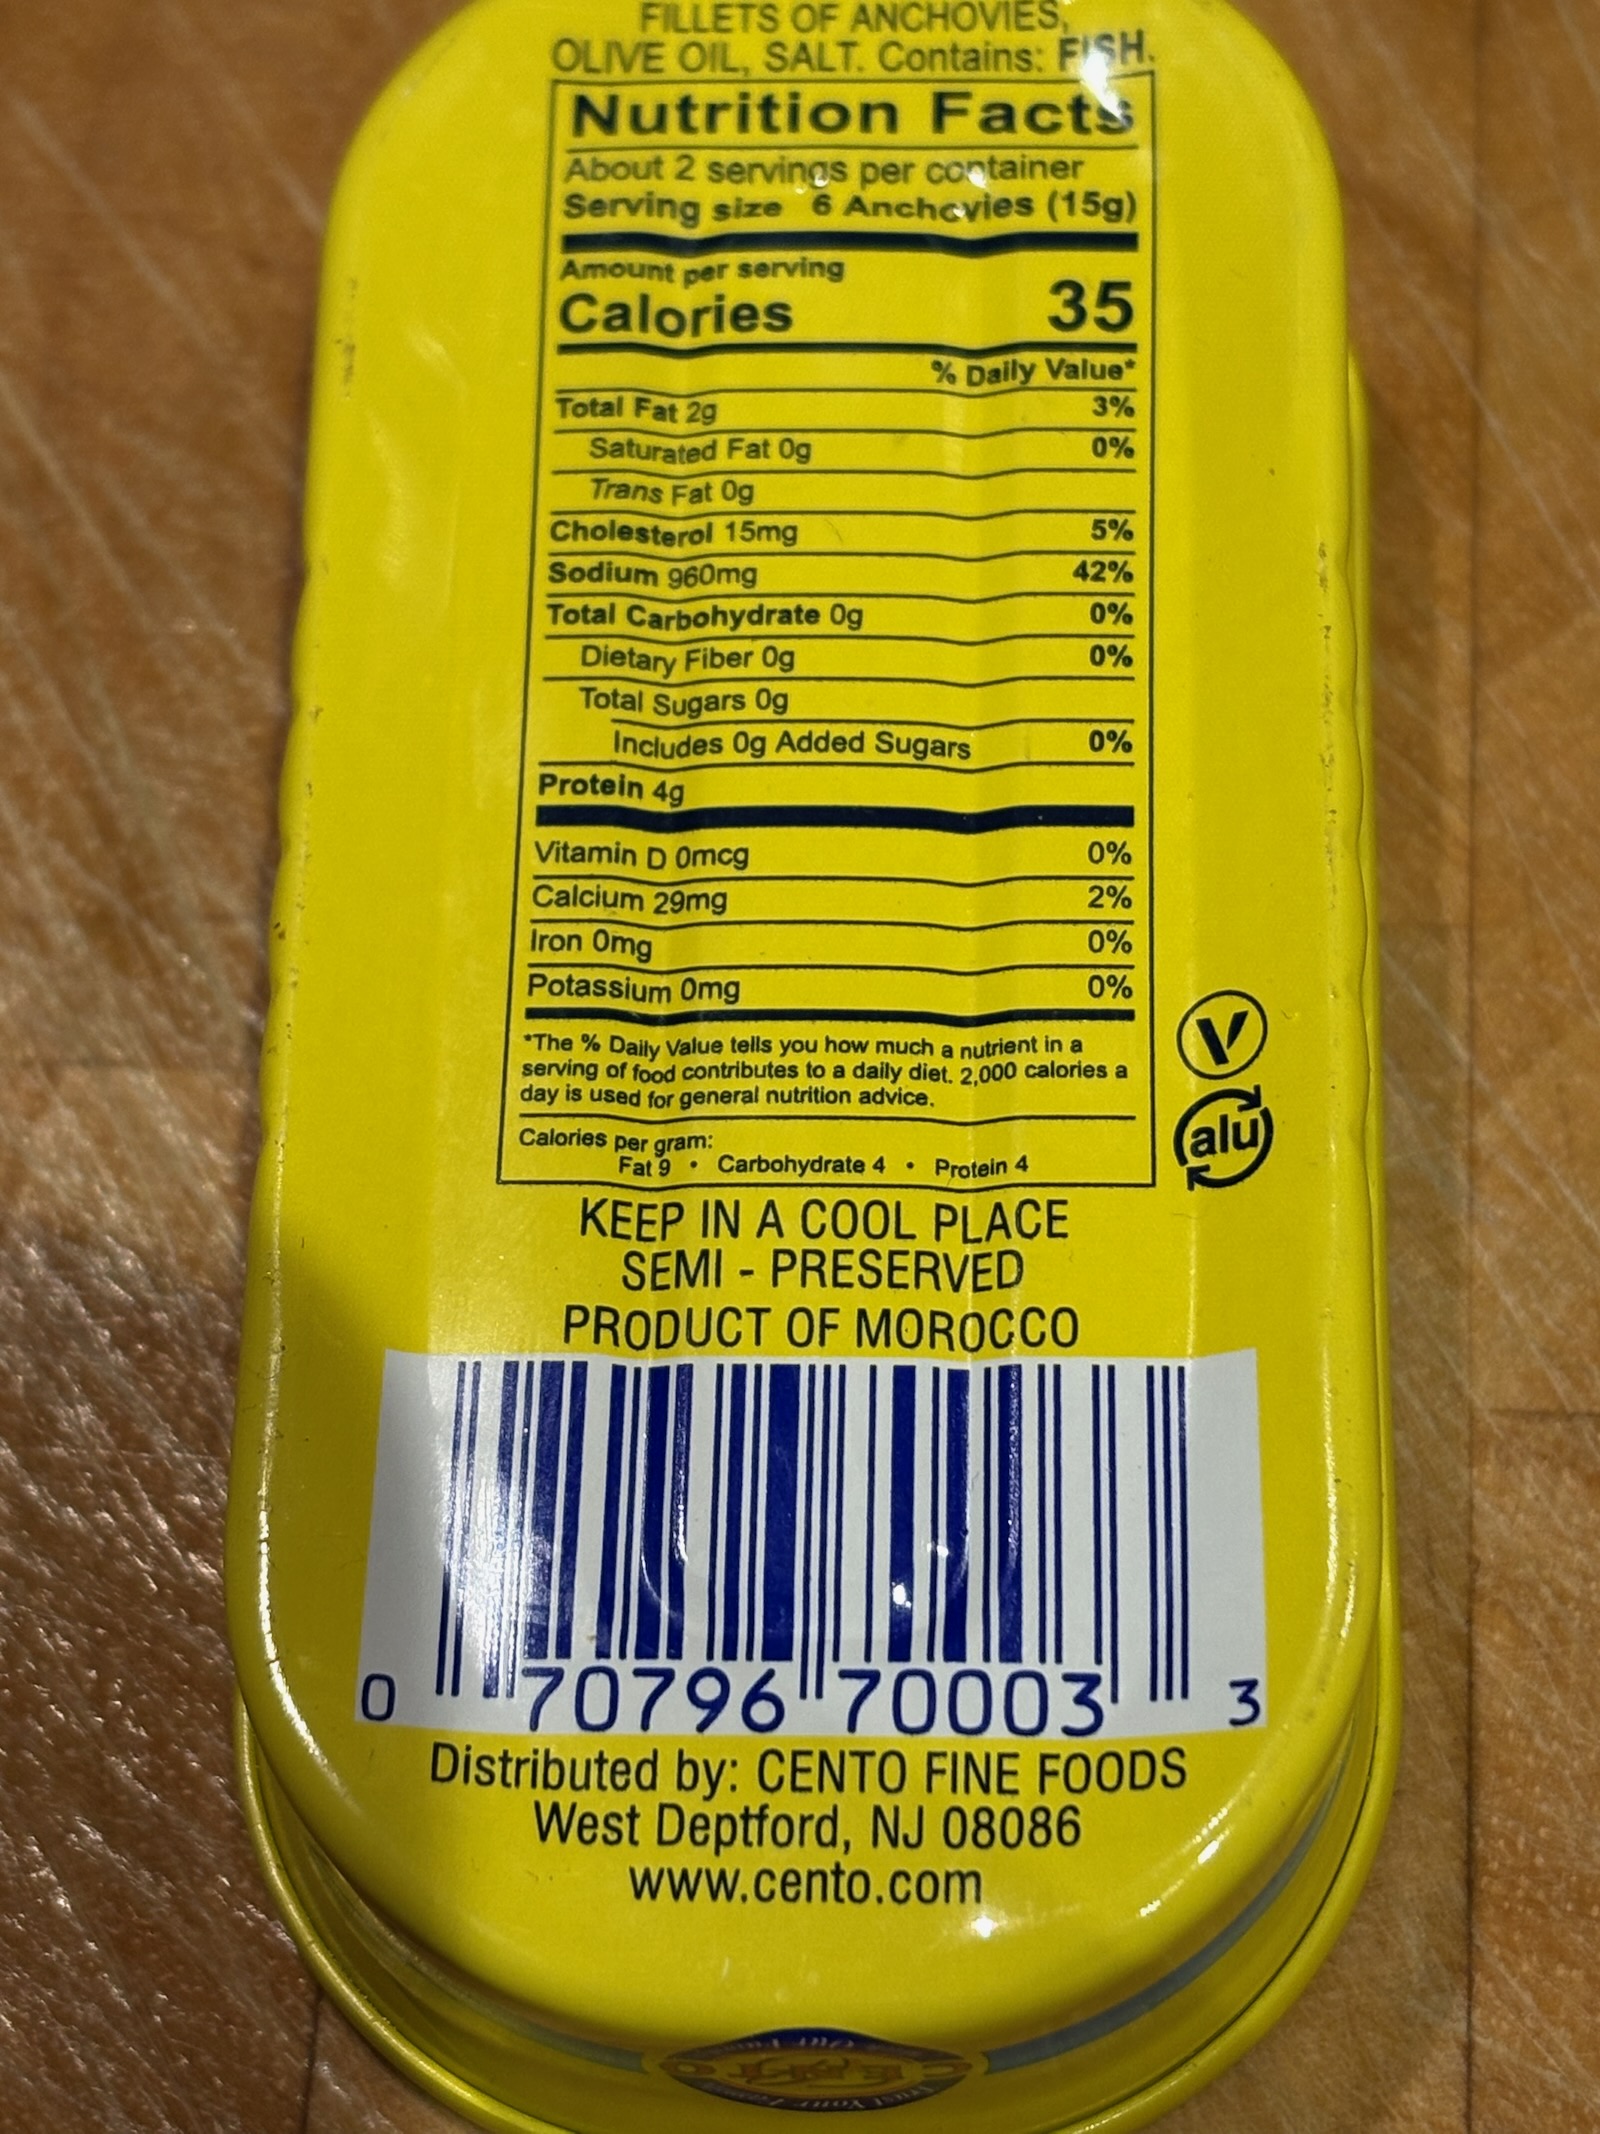 FILLETS OF ANCHOVIES,
OLIVE OIL, SALT. Contains: FISH.
Nutrition Facts
About 2 servings per container
Serving size 6 Anchovies (15g)
Amount per serving
Calories 35
% Daily Value*
Total Fat 2g 3%
Saturated Fat 0g 0%
Trans Fat 0g
Cholesterol 15mg 5%
Sodium 960mg 42%
Total Carbohydrate 0g 0%
Dietary Fiber 0g 0%
Total Sugars 0g
Includes 0g Added Sugars 0%
Protein 4g
Vitamin D 0mcg 0%
Calcium 29mg 2%
Iron 0mg 0%
Potassium 0mg 0%
*The % Daily Value tells you how much a nutrient in a
serving of food contributes to a daily diet. 2,000 calories a
day is used for general nutrition advice.
Calories per gram:
Fat 9 • Carbohydrate 4 • Protein 4
V
alu
KEEP IN A COOL PLACE
SEMI - PRESERVED
PRODUCT OF MOROCCO
0 70796 70003 3
Distributed by: CENTO FINE FOODS
West Deptford, NJ 08086
www.cento.com